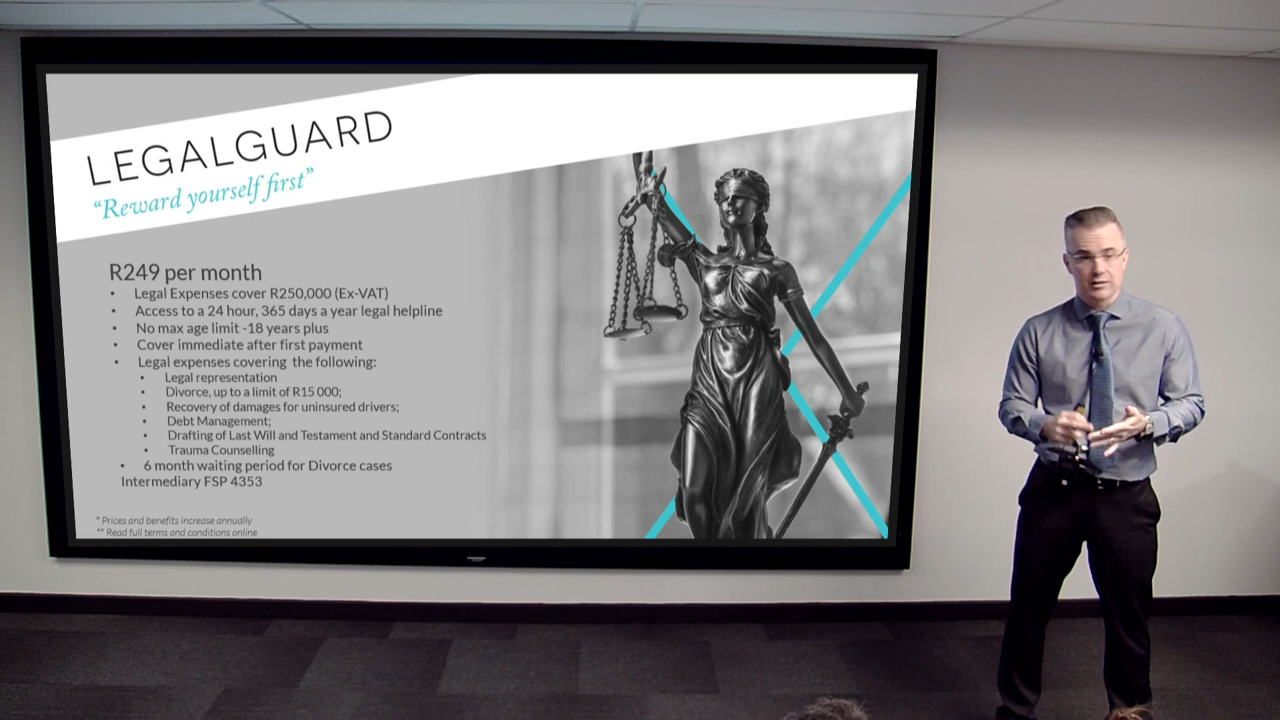 LEGALGUARD
“Reward yourself first”
R249 per month
• Legal Expenses cover R250,000 (Ex-VAT)
• Access to a 24 hour, 365 days a year legal helpline
• No max age limit -18 years plus
• Cover immediate after first payment
• Legal expenses covering the following:
• Legal representation
• Divorce, up to a limit of R15 000;
• Recovery of damages for uninsured drivers;
• Debt Management;
• Drafting of Last Will and Testament and Standard Contracts
• Trauma Counselling
• 6 month waiting period for Divorce cases
Intermediary FSP 4353
* Prices and benefits increase annually
** Read full terms and conditions online